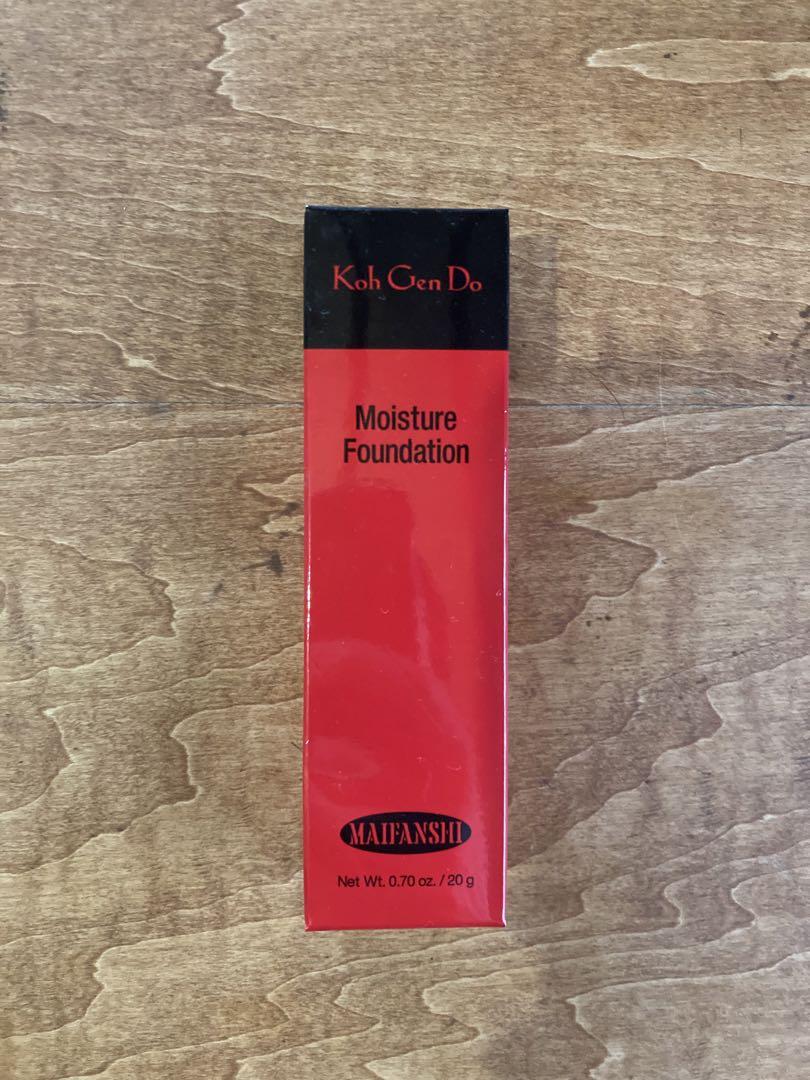 Koh Gen Do
Moisture
Foundation
MAIFANSHI
Net Wt. 0.70 oz. / 20 g